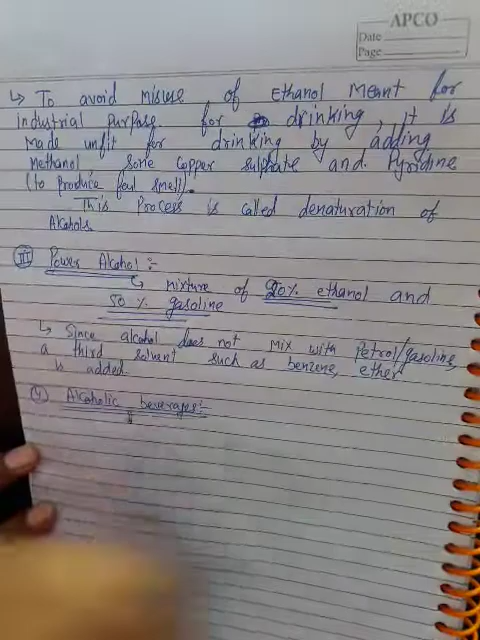 APCO
Date
Page
↳ To avoid misuse of Ethanol Meant for
industrial purpose for drinking, it is
made unfit for drinking by adding
Methanol some Copper sulphate and Pyridine
(to produce foul smell).
This process is called denaturation of
Alcohols.
(iii) Power Alcohol:-
↳ mixture of 20% ethanol and
50% gasoline
↳ Since alcohol does not mix with Petrol/gasoline,
a third solvent such as benzene, ether
is added.
Alcoholic beverages:-